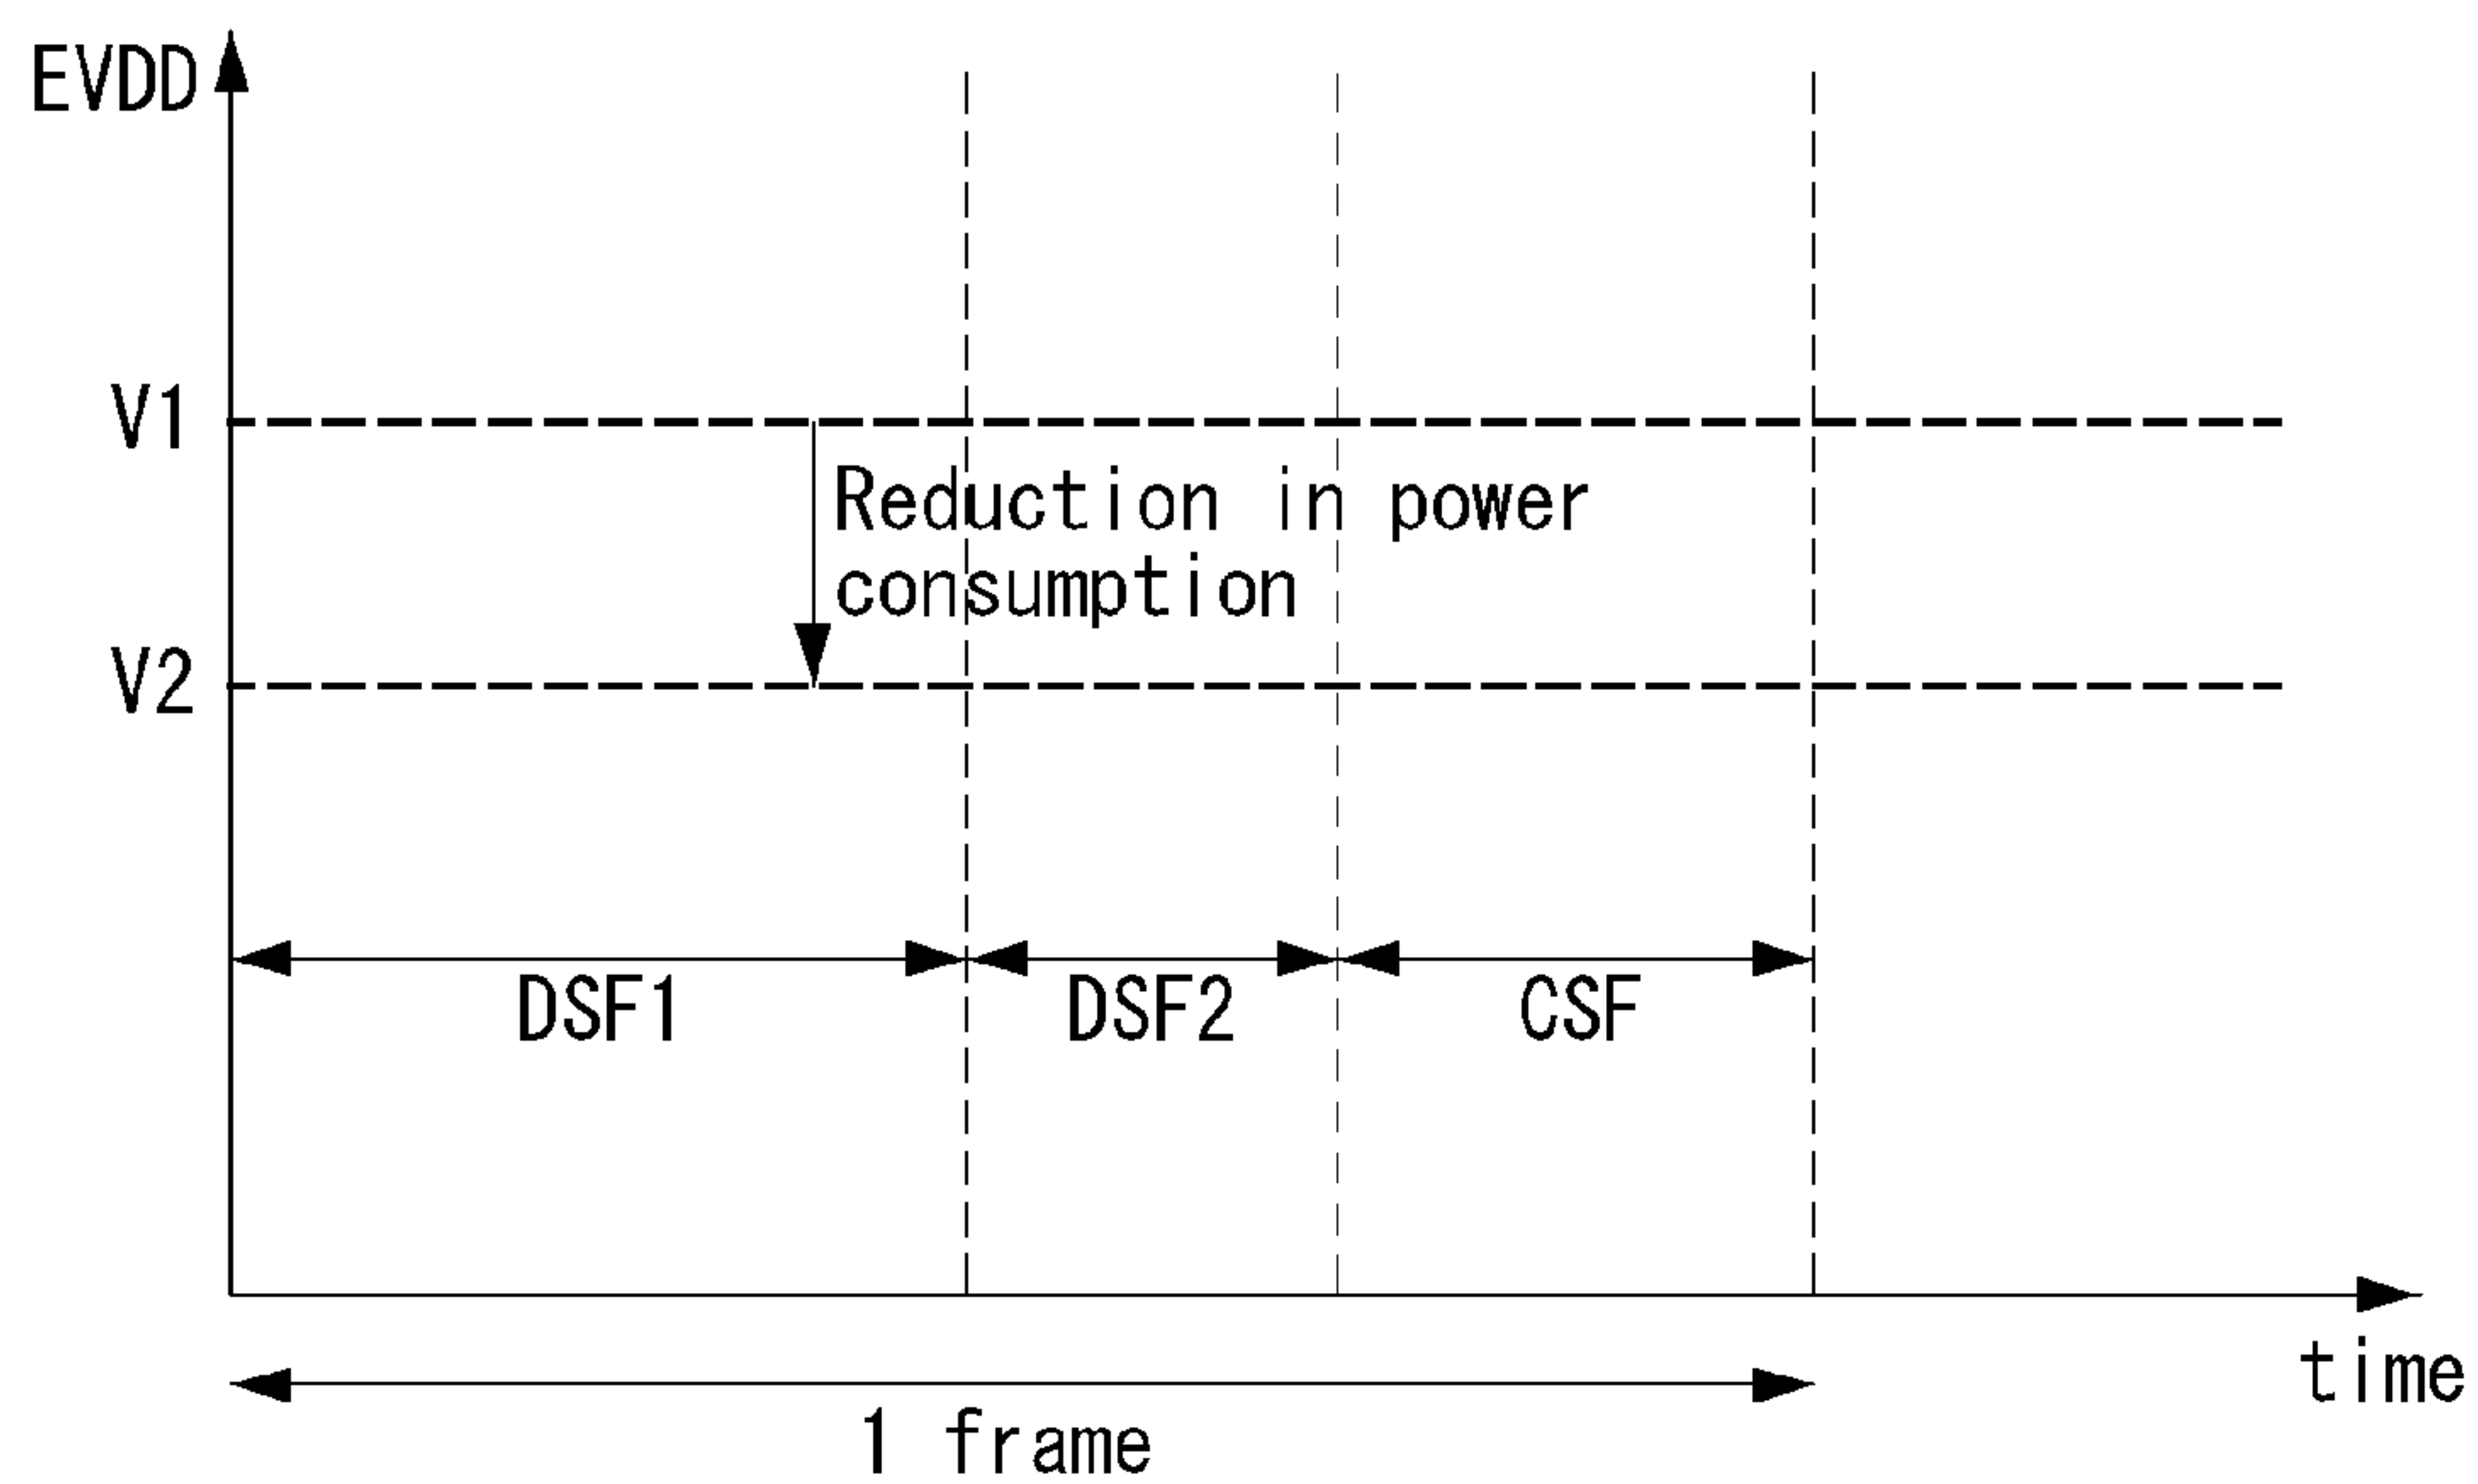 EVDD
V1
Reduction in power
consumption
V2
DSF1 DSF2 CSF
time
1 frame